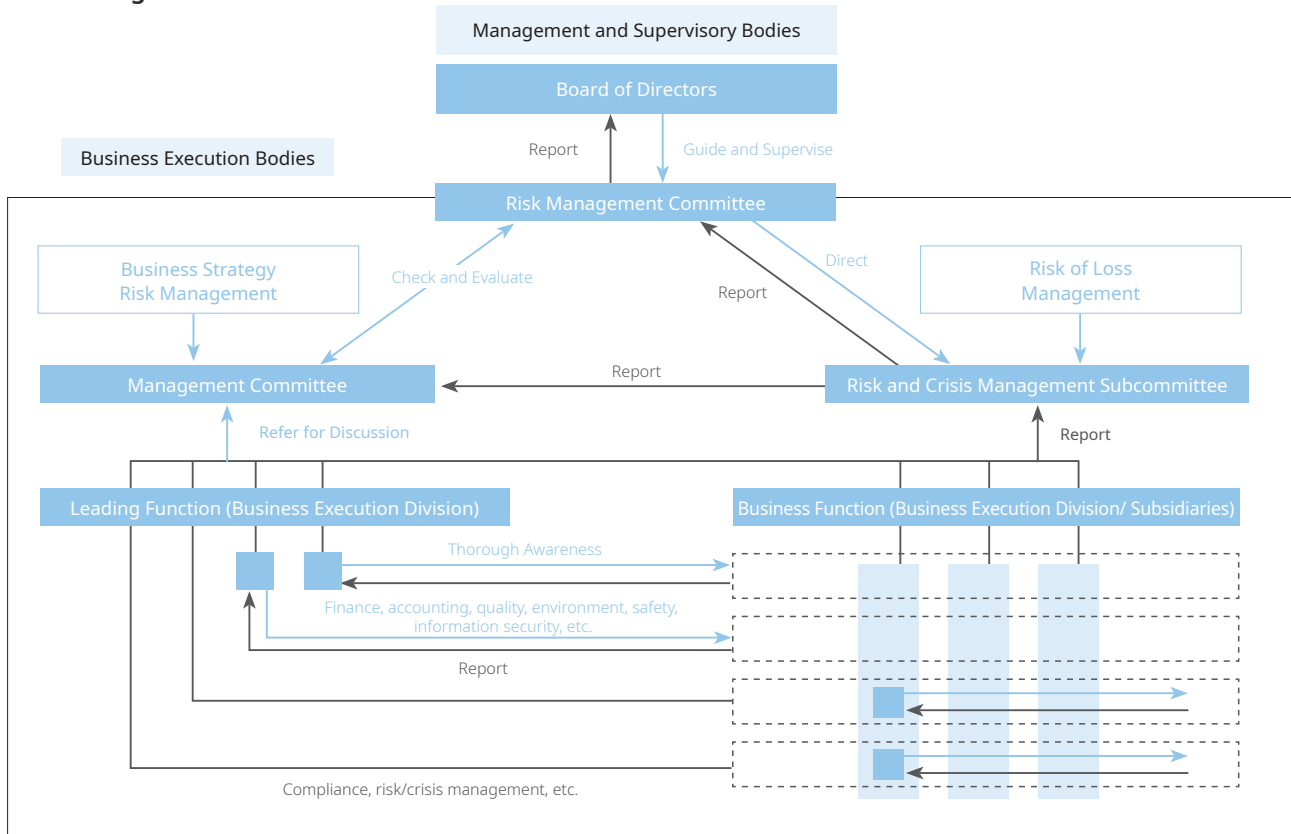 Management and Supervisory Bodies
Board of Directors
Report
Guide and Supervise
Business Execution Bodies
Risk Management Committee
Business Strategy
Risk Management
Check and Evaluate
Direct
Report
Risk of Loss
Management
Management Committee
Report
Risk and Crisis Management Subcommittee
Refer for Discussion
Report
Leading Function (Business Execution Division)
Business Function (Business Execution Division/ Subsidiaries)
Thorough Awareness
Finance, accounting, quality, environment, safety,
information security, etc.
Report
Compliance, risk/crisis management, etc.